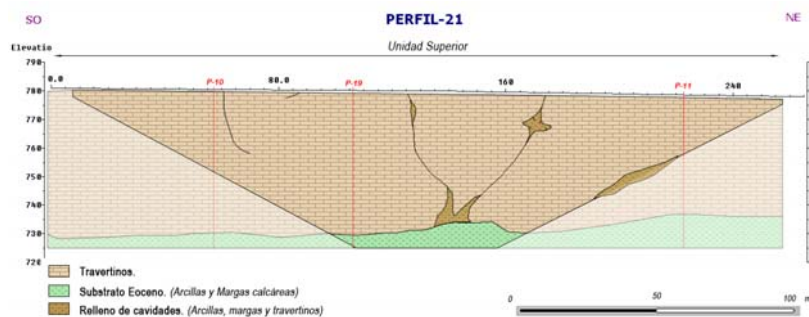 SO
PERFIL-21
NE
Elevatio
Unidad Superior
790
780
770
760
750
740
730
720
0.0
P-10
80.0
P-19
160
P-11
240
Travertinos.
Substrato Eoceno. (Arcillas y Margas calcáreas)
Relleno de cavidades. (Arcillas, margas y travertinos)
0
50
100
m